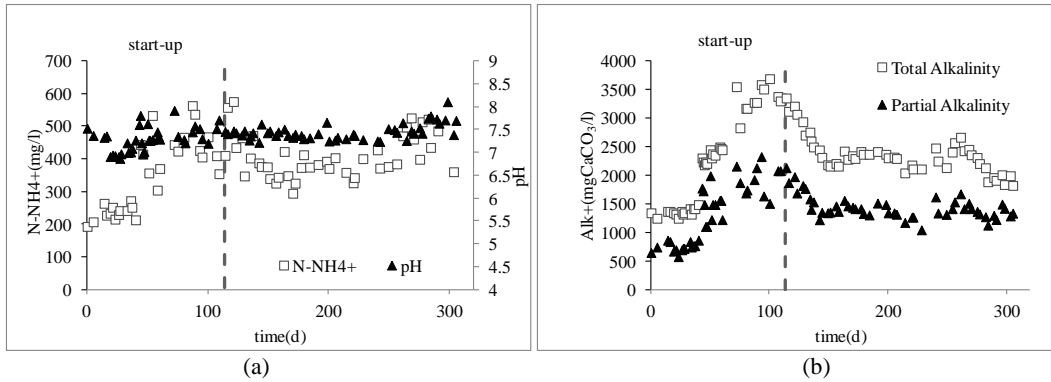 start-up
700
600
500
400
300
200
100
0
N-NH4+(mg/l)
9
8.5
8
7.5
7
6.5
6
5.5
5
4.5
4
pH
N-NH4+ pH
0 100 200 300
time(d)
(a)
start-up
4000
3500
3000
2500
2000
1500
1000
500
0
Alk+(mgCaCO3/l)
Total Alkalinity
Partial Alkalinity
0 100 200 300
time(d)
(b)